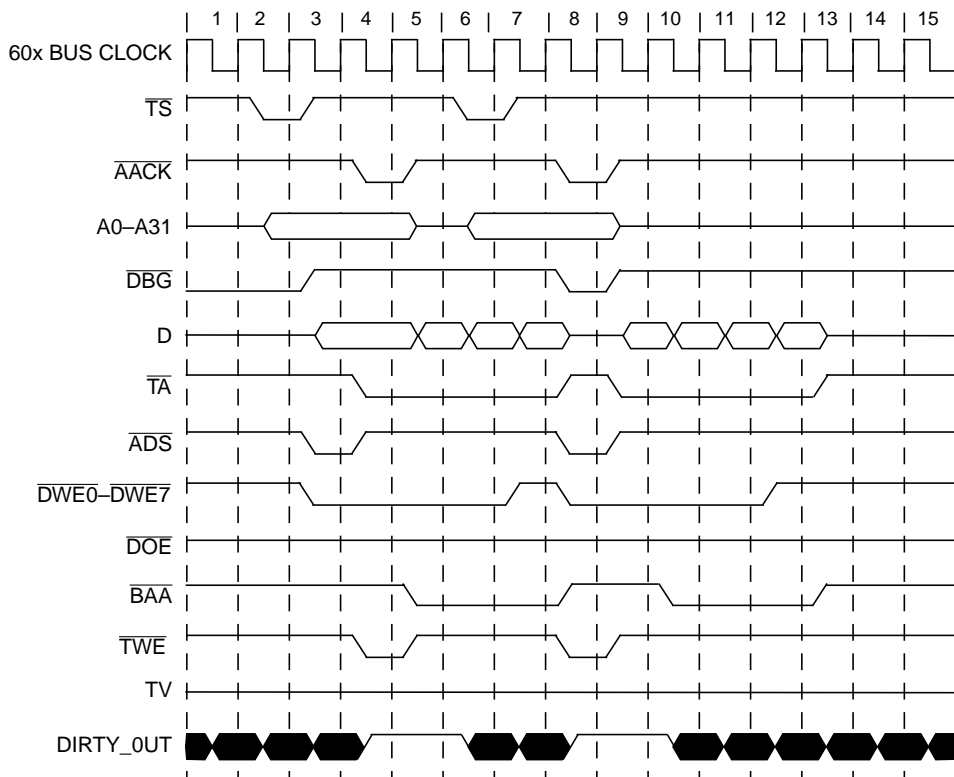 1 2 3 4 5 6 7 8 9 10 11 12 13 14 15
60x BUS CLOCK
TS
AACK
A0–A31
DBG
D
TA
ADS
DWE0–DWE7
DOE
BAA
TWE
TV
DIRTY_0UT